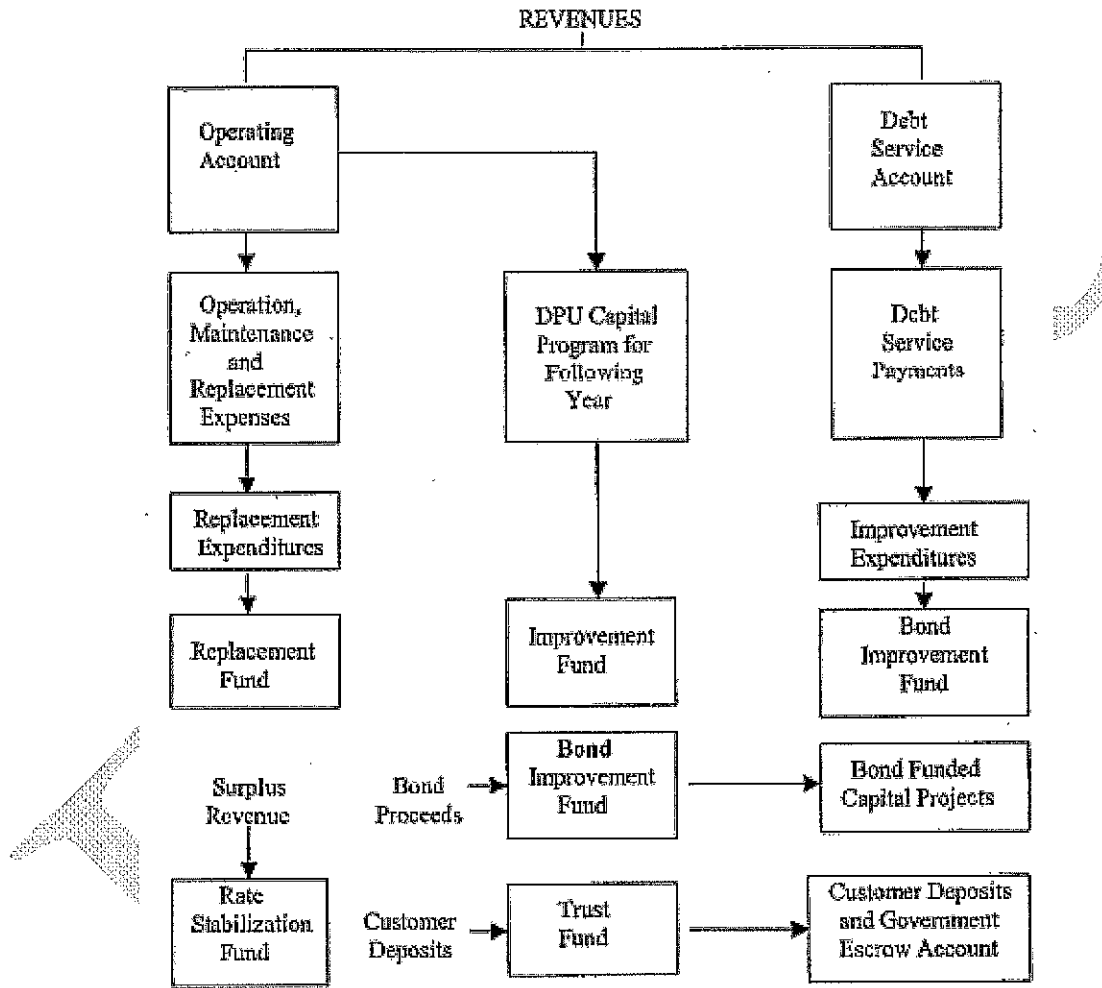 REVENUES
Operating
Account
Debt
Service
Account
Operation,
Maintenance
and
Replacement
Expenses
DPU Capital
Program for
Following
Year
Debt
Service
Payments
Replacement
Expenditures
Improvement
Expenditures
Replacement
Fund
Improvement
Fund
Bond
Improvement
Fund
Surplus
Revenue
Bond
Proceeds
Bond
Improvement
Fund
Bond Funded
Capital Projects
Rate
Stabilization
Fund
Customer
Deposits
Trust
Fund
Customer Deposits
and Government
Escrow Account